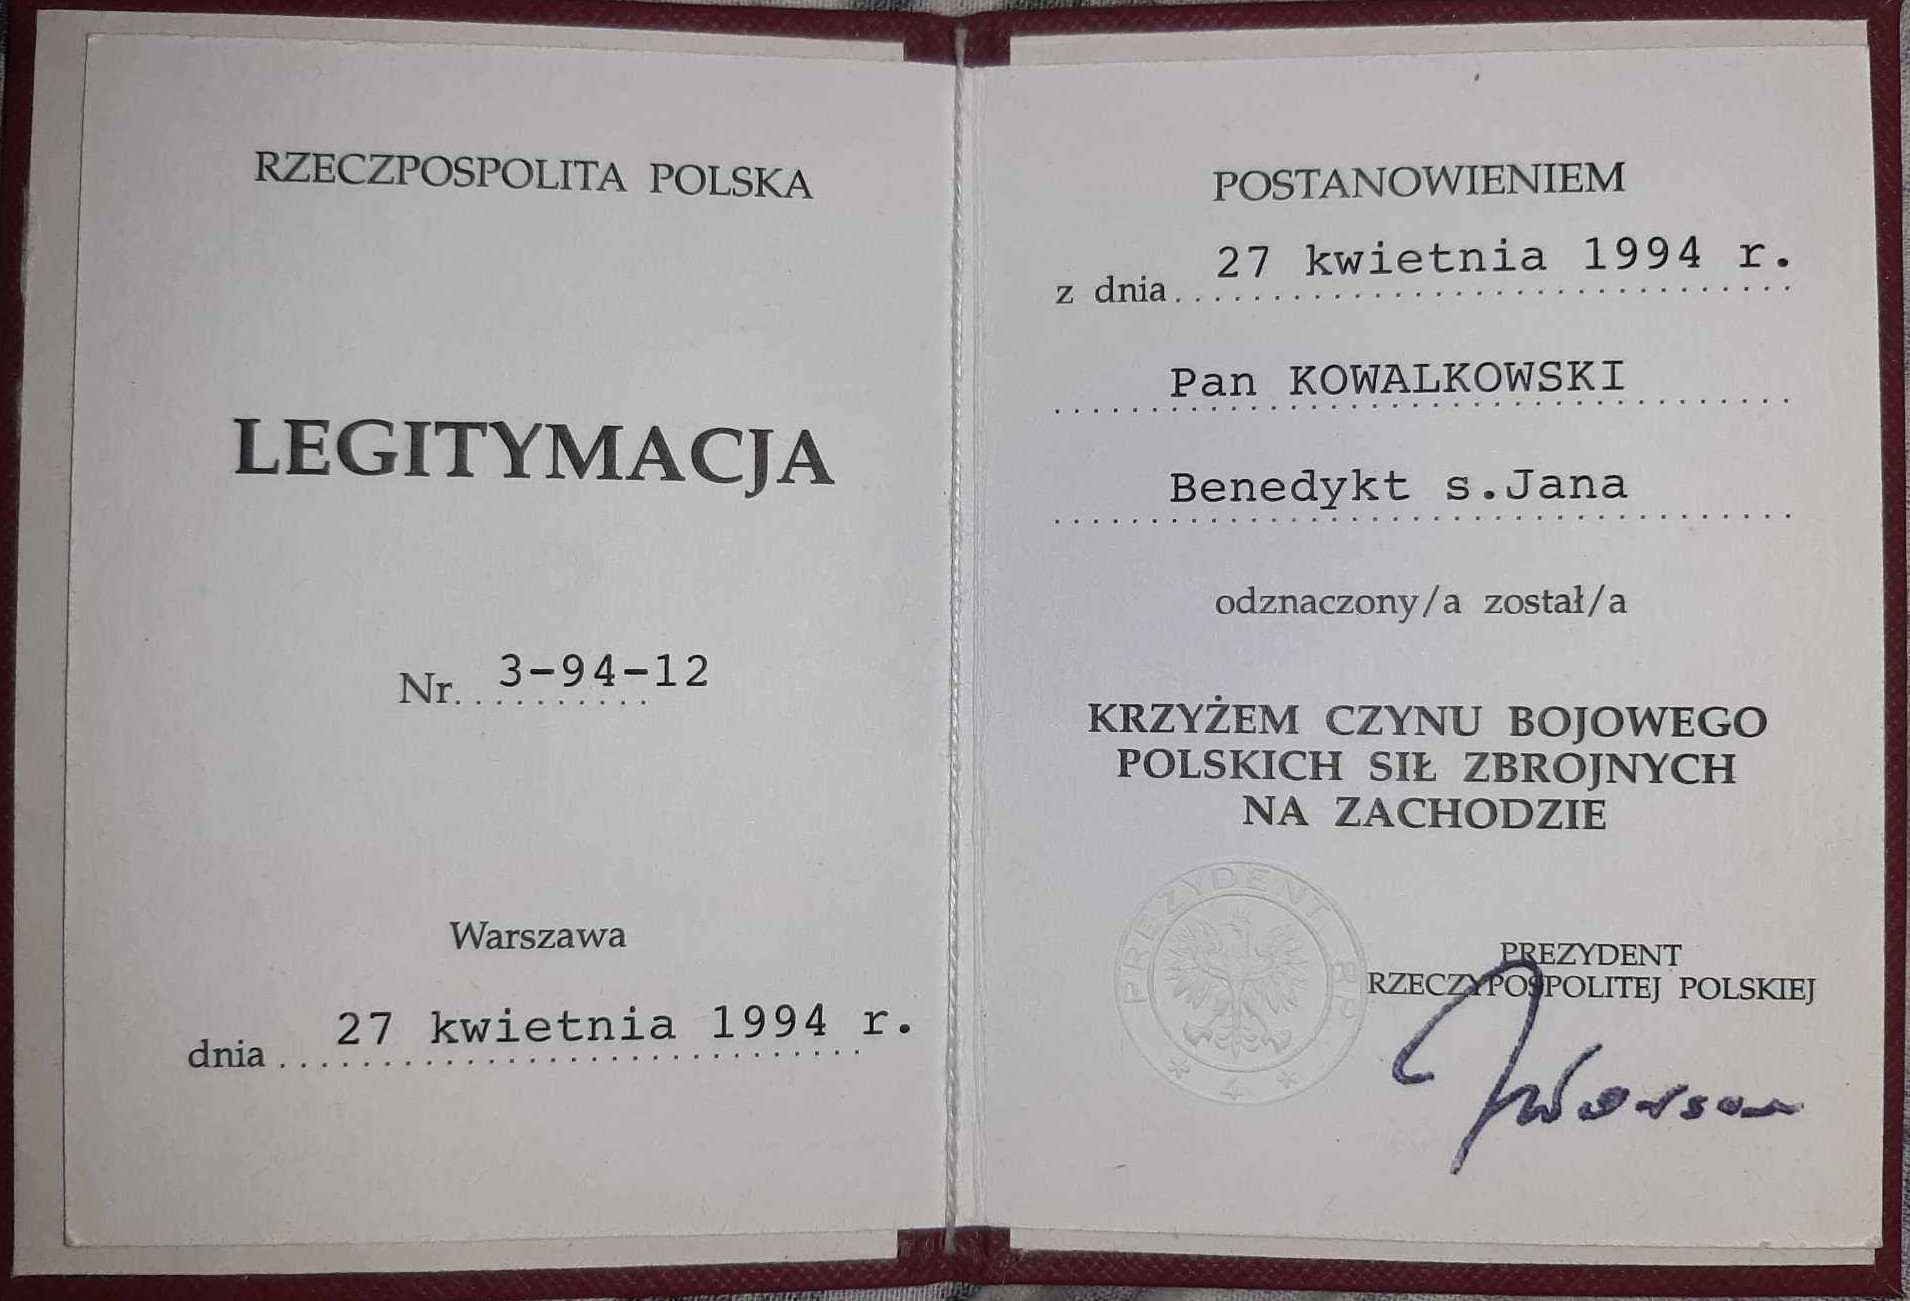 RZECZPOSPOLITA POLSKA
LEGITYMACJA
Nr. 3-94-12
Warszawa
dnia 27 kwietnia 1994 r.
POSTANOWIENIEM
z dnia 27 kwietnia 1994 r.
Pan KOWALKOWSKI
Benedykt s.Jana
odznaczony/a został/a
KRZYŻEM CZYNU BOJOWEGO
POLSKICH SIŁ ZBROJNYCH
NA ZACHODZIE
PREZYDENT RP
* 4 *
PREZYDENT
RZECZYPOSPOLITEJ POLSKIEJ